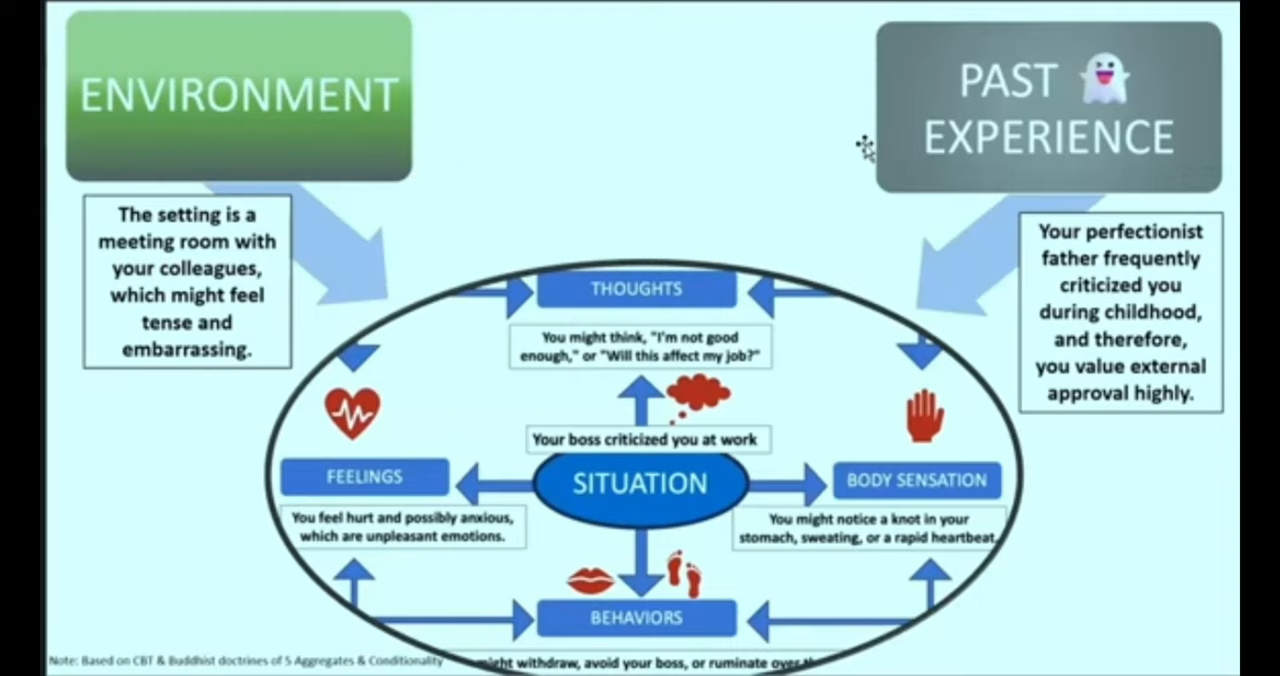 ENVIRONMENT
PAST
EXPERIENCE
The setting is a
meeting room with
your colleagues,
which might feel
tense and
embarrassing.
Your perfectionist
father frequently
criticized you
during childhood,
and therefore,
you value external
approval highly.
THOUGHTS
You might think, "I'm not good
enough," or "Will this affect my job?"
Your boss criticized you at work
SITUATION
FEELINGS
You feel hurt and possibly anxious,
which are unpleasant emotions.
BODY SENSATION
You might notice a knot in your
stomach, sweating, or a rapid heartbeat.
BEHAVIORS
might withdraw, avoid your boss, or ruminate over
Note: Based on CBT & Buddhist doctrines of 5 Aggregates & Conditionality